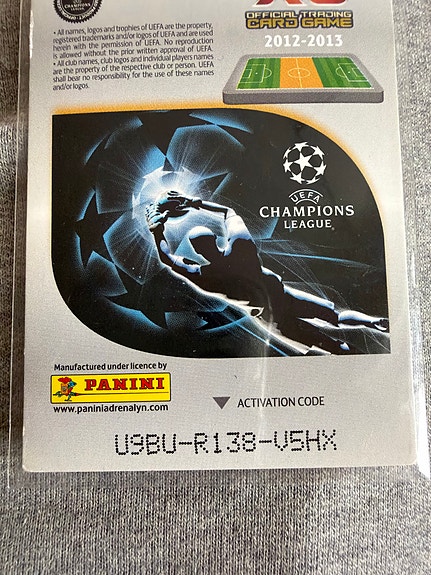 CHAMPIONS
LEAGUE
• All names, logos and trophies of UEFA are the property,
registered trademarks and/or logos of UEFA and are used
herein with the permission of UEFA. No reproduction
is allowed without the prior written approval of UEFA.
• All club names, club logos and individual players names
are the property of the respective club or person. UEFA
shall bear no responsibility for the use of these names
and/or logos.
OFFICIAL TRADING
CARD GAME
2012-2013
UEFA
CHAMPIONS
LEAGUE
Manufactured under licence by
PANINI
www.paniniadrenalyn.com
ACTIVATION CODE
U9BU-R138-V5HX